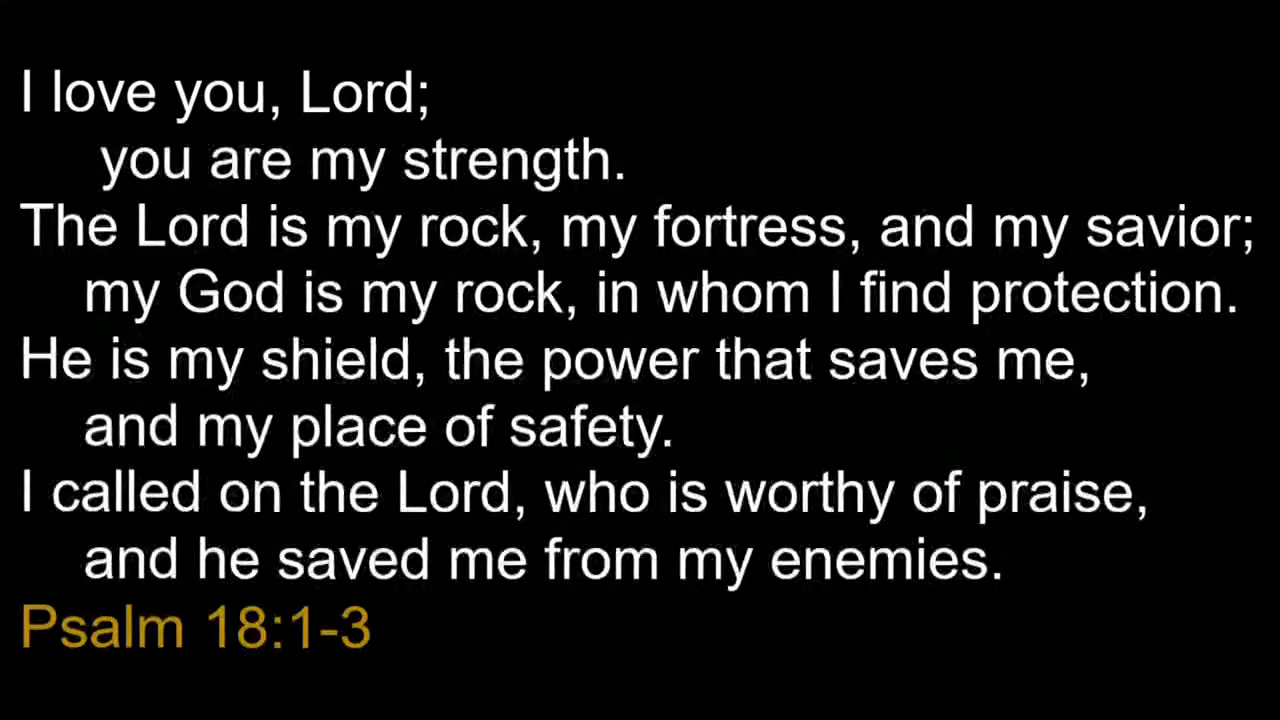 I love you, Lord;
you are my strength.
The Lord is my rock, my fortress, and my savior;
my God is my rock, in whom I find protection.
He is my shield, the power that saves me,
and my place of safety.
I called on the Lord, who is worthy of praise,
and he saved me from my enemies.
Psalm 18:1-3